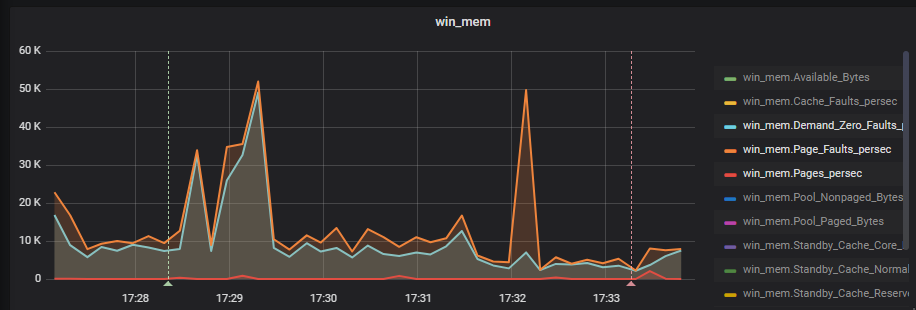 win_mem
60 K
50 K
40 K
30 K
20 K
10 K
0
17:28
17:29
17:30
17:31
17:32
17:33
win_mem.Available_Bytes
win_mem.Cache_Faults_persec
win_mem.Demand_Zero_Faults_p
win_mem.Page_Faults_persec
win_mem.Pages_persec
win_mem.Pool_Nonpaged_Bytes
win_mem.Pool_Paged_Bytes
win_mem.Standby_Cache_Core_
win_mem.Standby_Cache_Normal
win_mem.Standby_Cache_Reserve